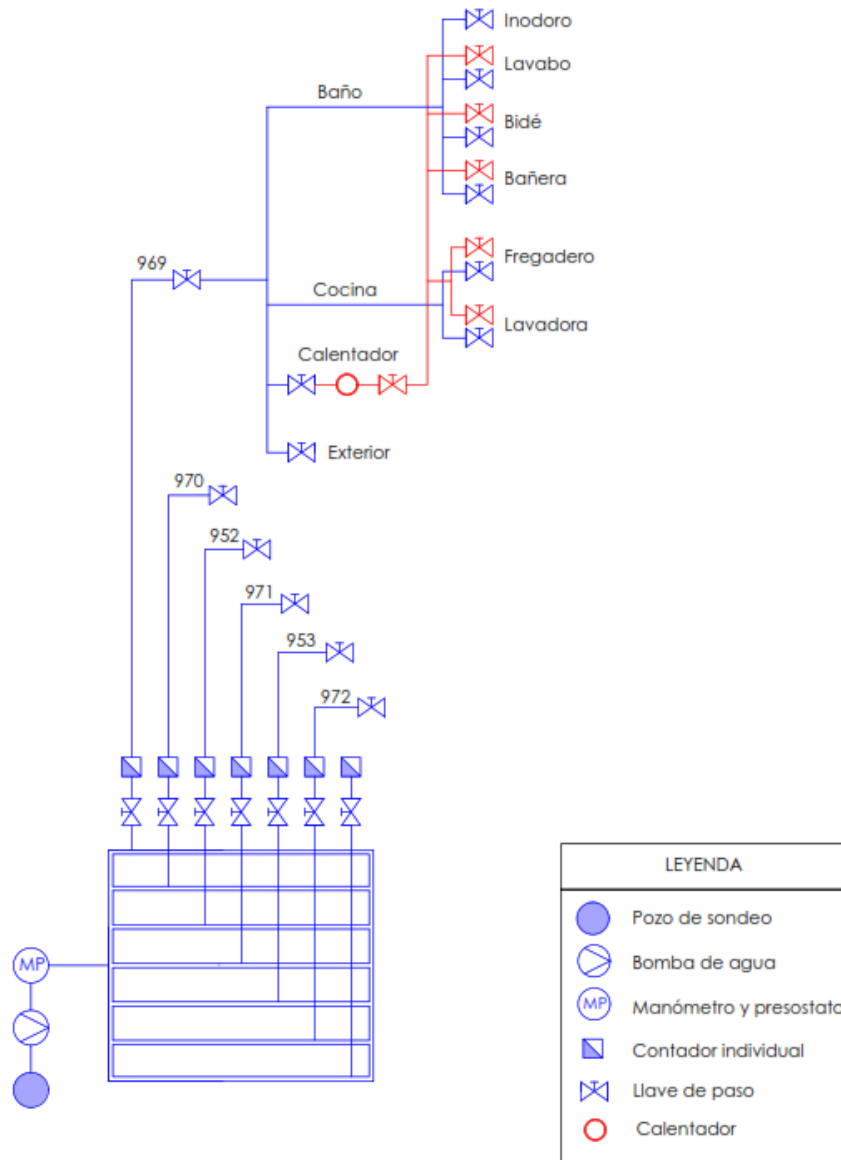 Inodoro
Lavabo
Baño
Bidé
Bañera
969
Fregadero
Cocina
Lavadora
Calentador
Exterior
970
952
971
953
972
LEYENDA
Pozo de sondeo
MP
Bomba de agua
MP Manómetro y presostato
Contador individual
Llave de paso
Calentador